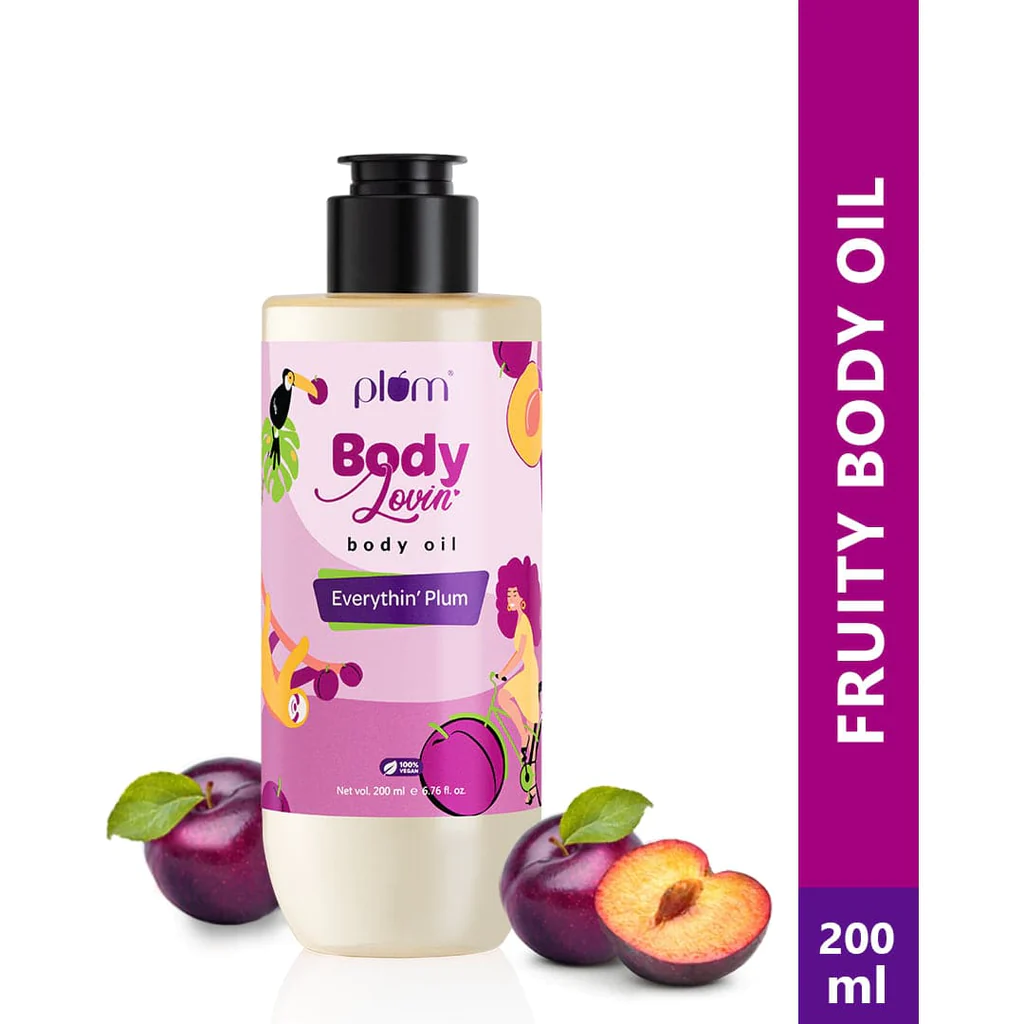 plum®
Body
Lovin'
body oil
Everythin' Plum
100%
VEGAN
Net vol. 200 ml ℮ 6.76 fl. oz.
FRUITY BODY OIL
200
ml